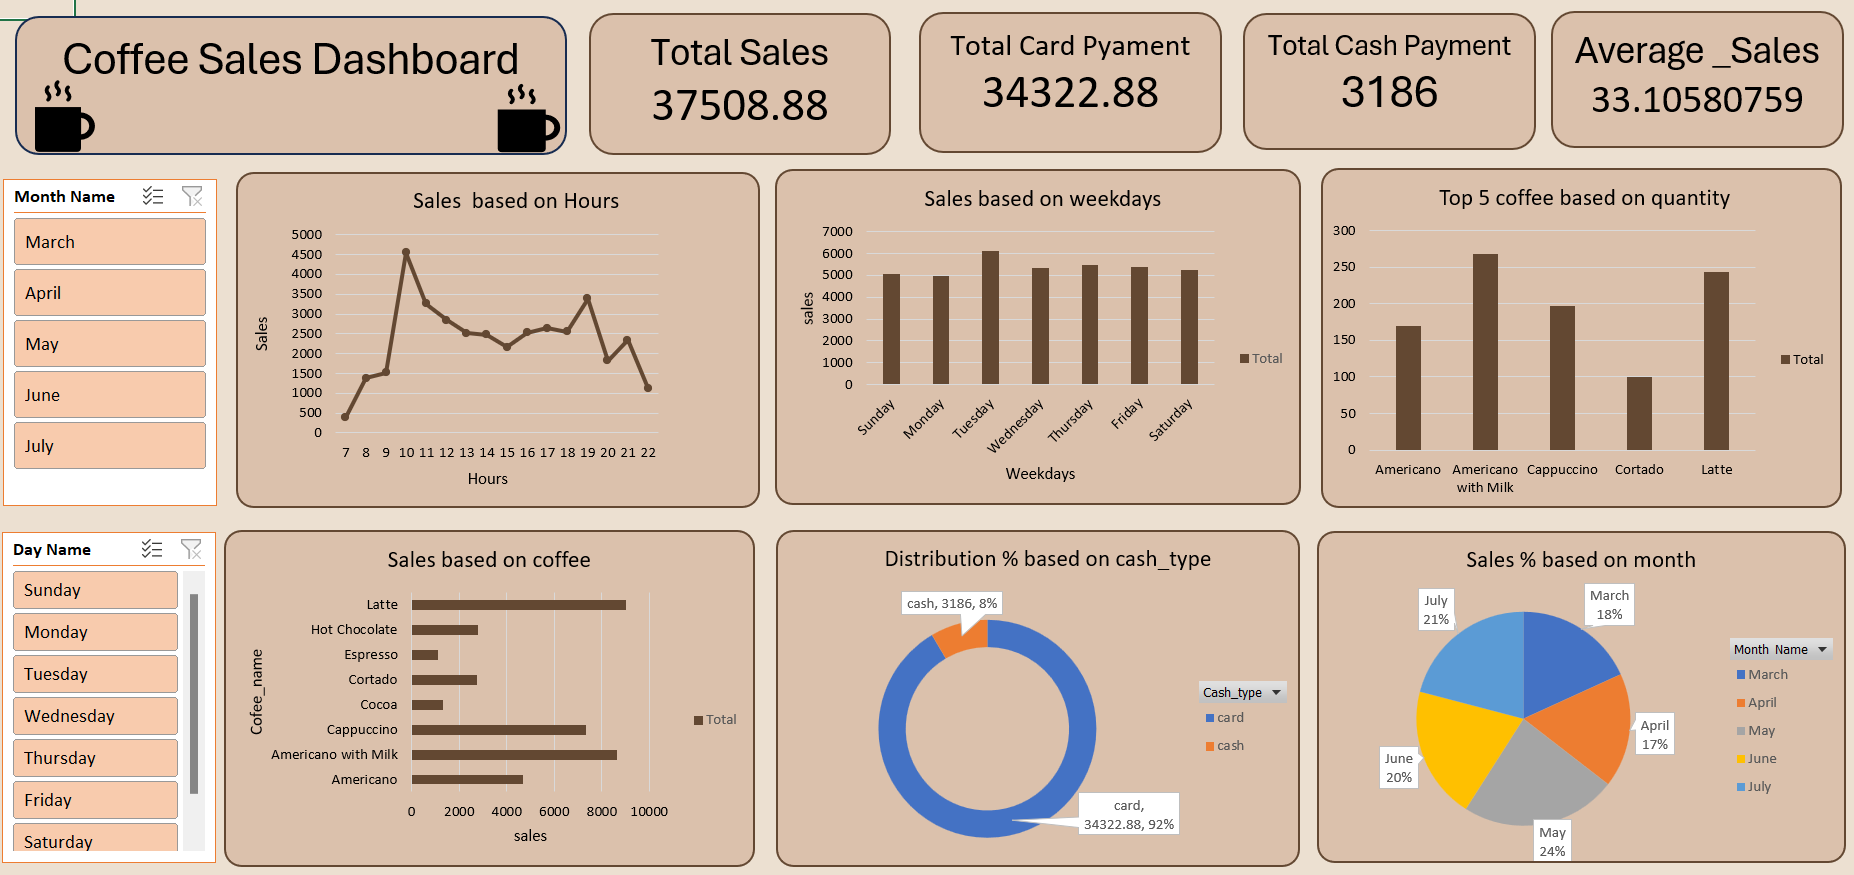 Coffee Sales Dashboard
Total Sales
37508.88
Total Card Pyament
34322.88
Total Cash Payment
3186
Average _Sales
33.10580759
Month Name
March
April
May
June
July
Sales  based on Hours
Sales
5000
4500
4000
3500
3000
2500
2000
1500
1000
500
0
7 8 9 10 11 12 13 14 15 16 17 18 19 20 21 22
Hours
Sales based on weekdays
sales
7000
6000
5000
4000
3000
2000
1000
0
Sunday
Monday
Tuesday
Wednesday
Thursday
Friday
Saturday
Weekdays
Total
Top 5 coffee based on quantity
300
250
200
150
100
50
0
Americano
Americano
with Milk
Cappuccino
Cortado
Latte
Total
Day Name
Sunday
Monday
Tuesday
Wednesday
Thursday
Friday
Saturday
Sales based on coffee
Cofee_name
Latte
Hot Chocolate
Espresso
Cortado
Cocoa
Cappuccino
Americano with Milk
Americano
0 2000 4000 6000 8000 10000
sales
Total
Distribution % based on cash_type
cash, 3186, 8%
card,
34322.88, 92%
Cash_type
card
cash
Sales % based on month
July
21%
March
18%
April
17%
June
20%
May
24%
Month Name
March
April
May
June
July